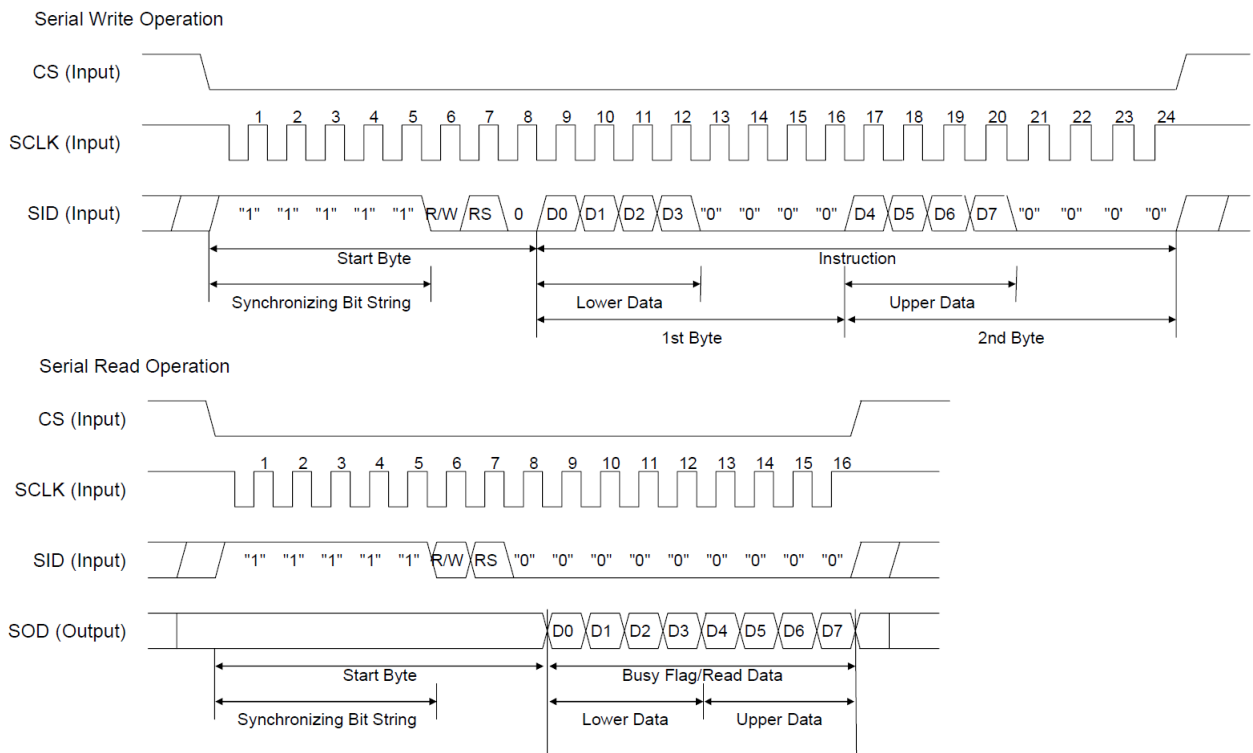 Serial Write Operation
CS (Input)
1 2 3 4 5 6 7 8 9 10 11 12 13 14 15 16 17 18 19 20 21 22 23 24
SCLK (Input)
SID (Input) "1" "1" "1" "1" "1" R/W RS 0 D0 D1 D2 D3 "0" "0" "0" "0" D4 D5 D6 D7 "0" "0" "0' "0"
Start Byte Instruction
Synchronizing Bit String Lower Data Upper Data
1st Byte 2nd Byte
Serial Read Operation
CS (Input)
1 2 3 4 5 6 7 8 9 10 11 12 13 14 15 16
SCLK (Input)
SID (Input) "1" "1" "1" "1" "1" R/W RS "0" "0" "0" "0" "0" "0" "0" "0" "0"
SOD (Output) D0 D1 D2 D3 D4 D5 D6 D7
Start Byte Busy Flag/Read Data
Synchronizing Bit String Lower Data Upper Data